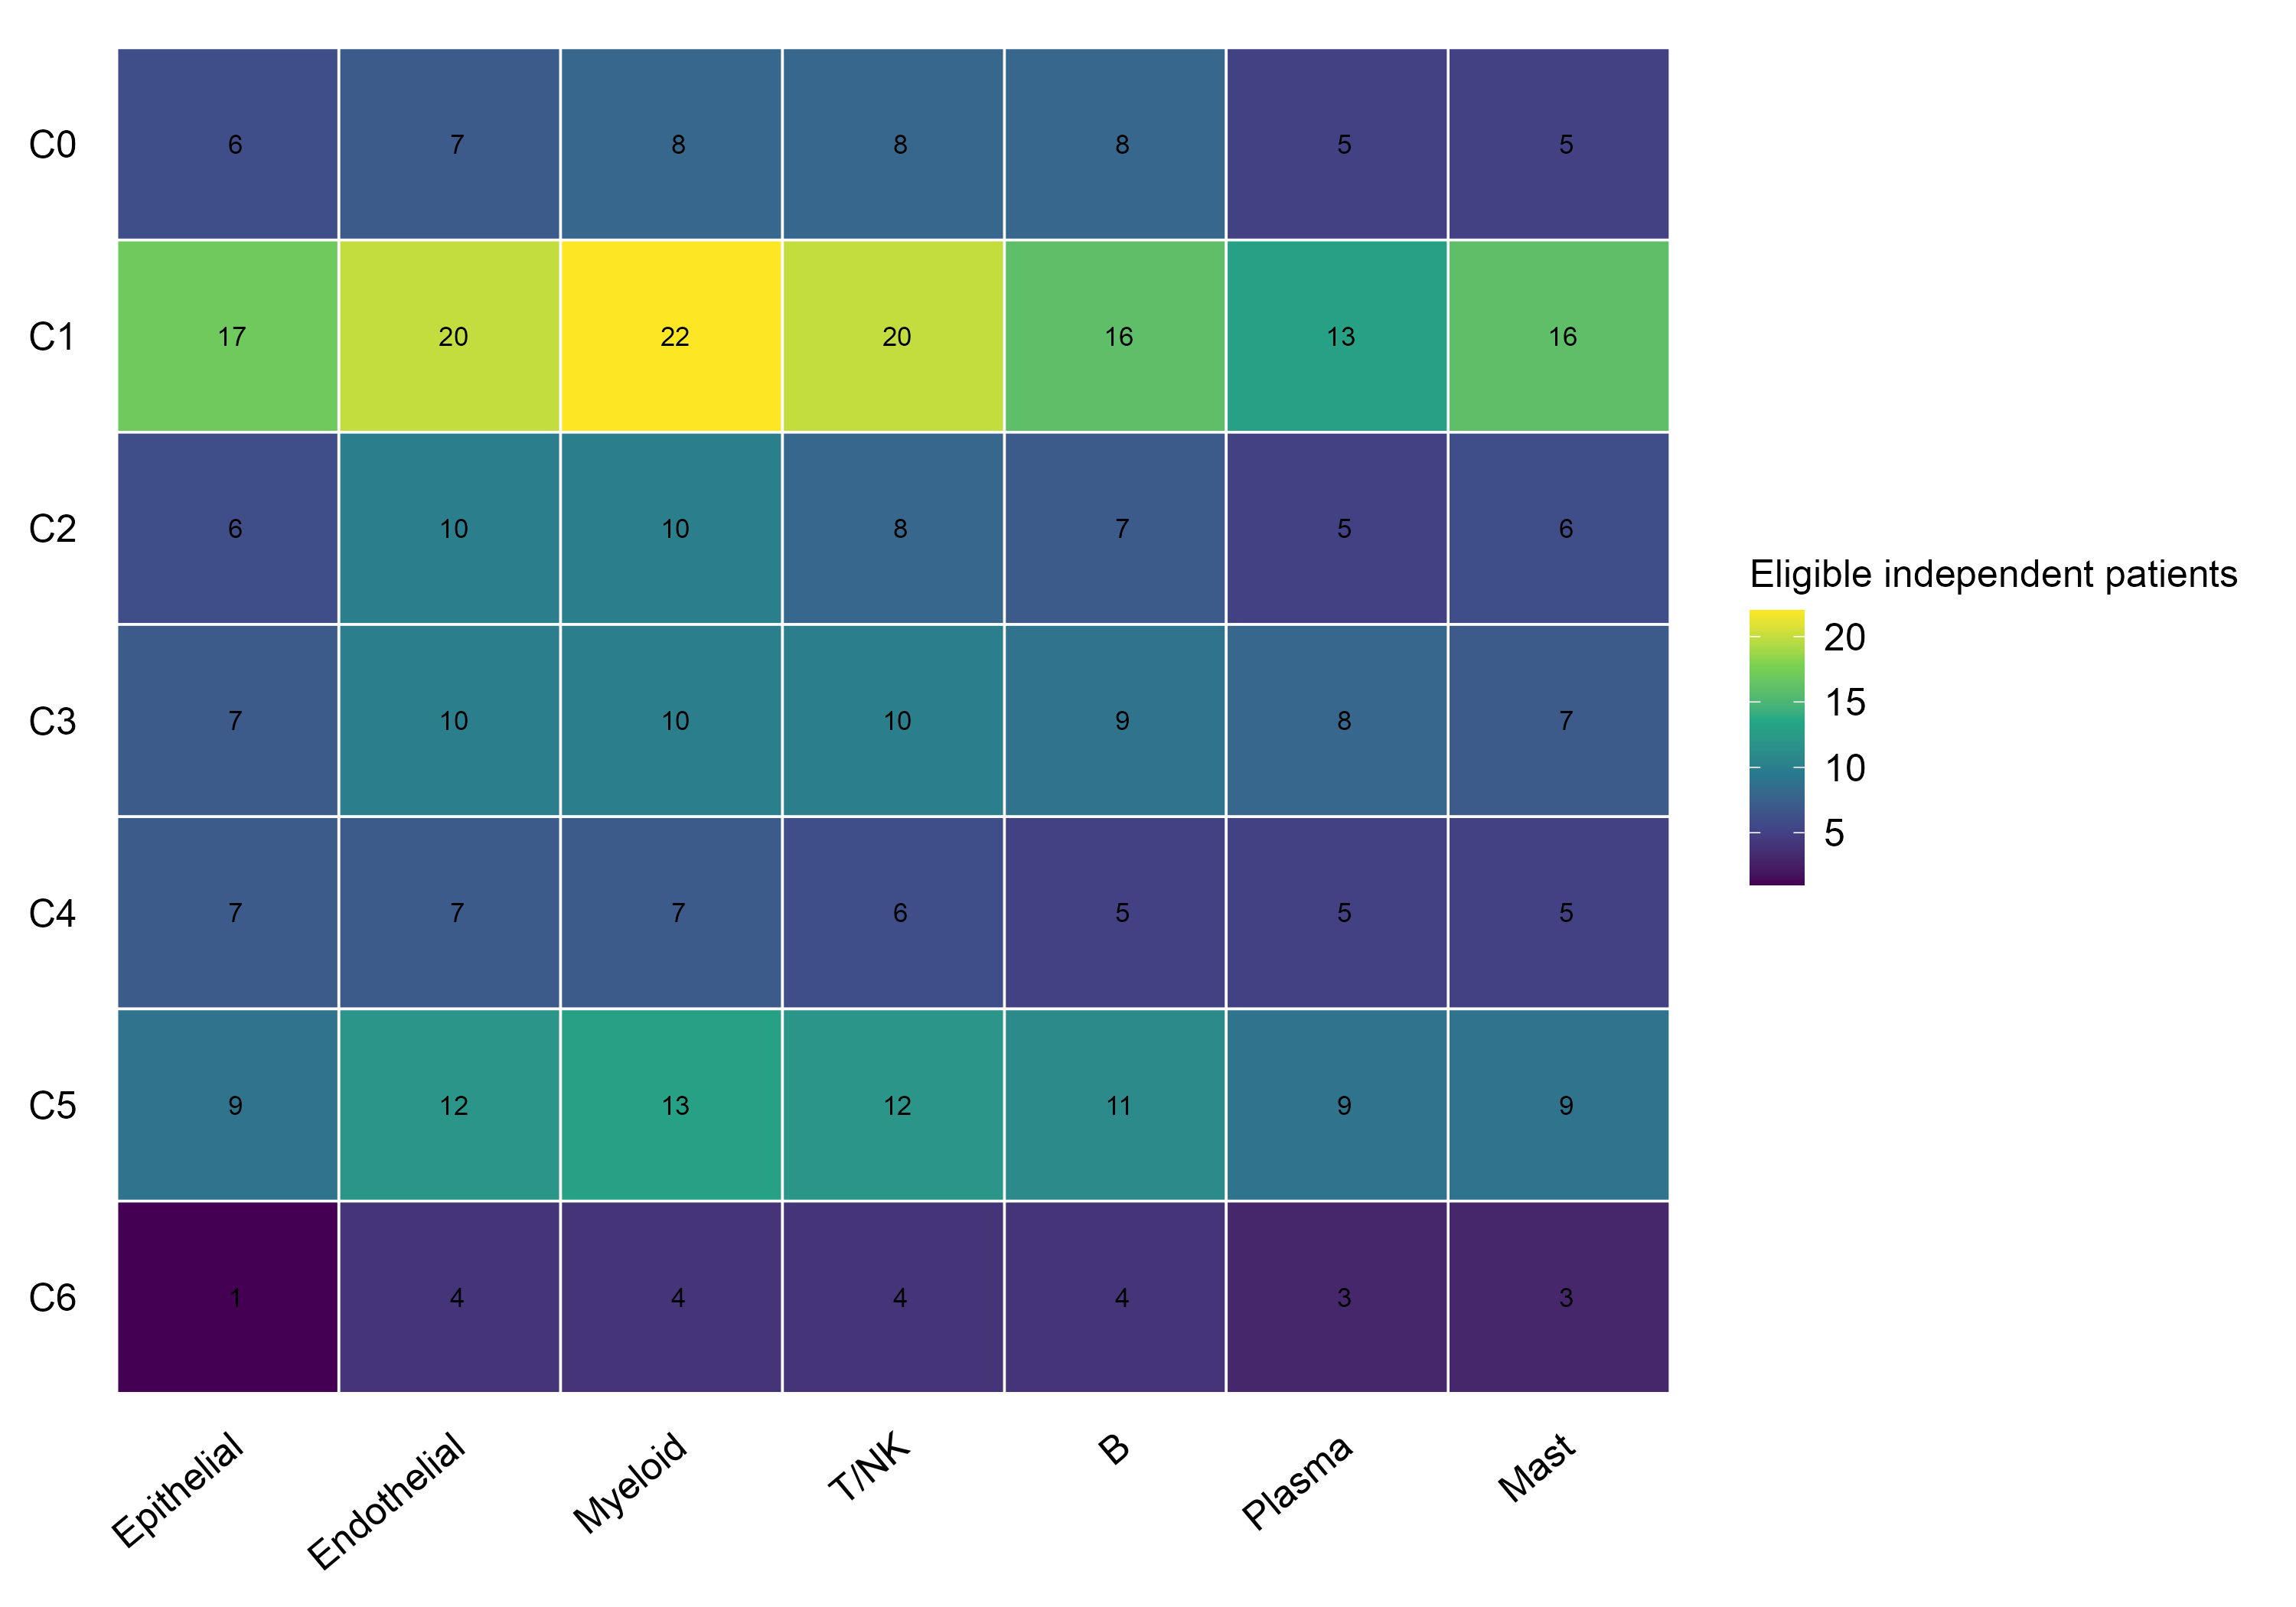 C0 6 7 8 8 8 5 5
C1 17 20 22 20 16 13 16
C2 6 10 10 8 7 5 6
C3 7 10 10 10 9 8 7
C4 7 7 7 6 5 5 5
C5 9 12 13 12 11 9 9
C6 1 4 4 4 4 3 3
Epithelial Endothelial Myeloid T/NK B Plasma Mast
Eligible independent patients
20
15
10
5